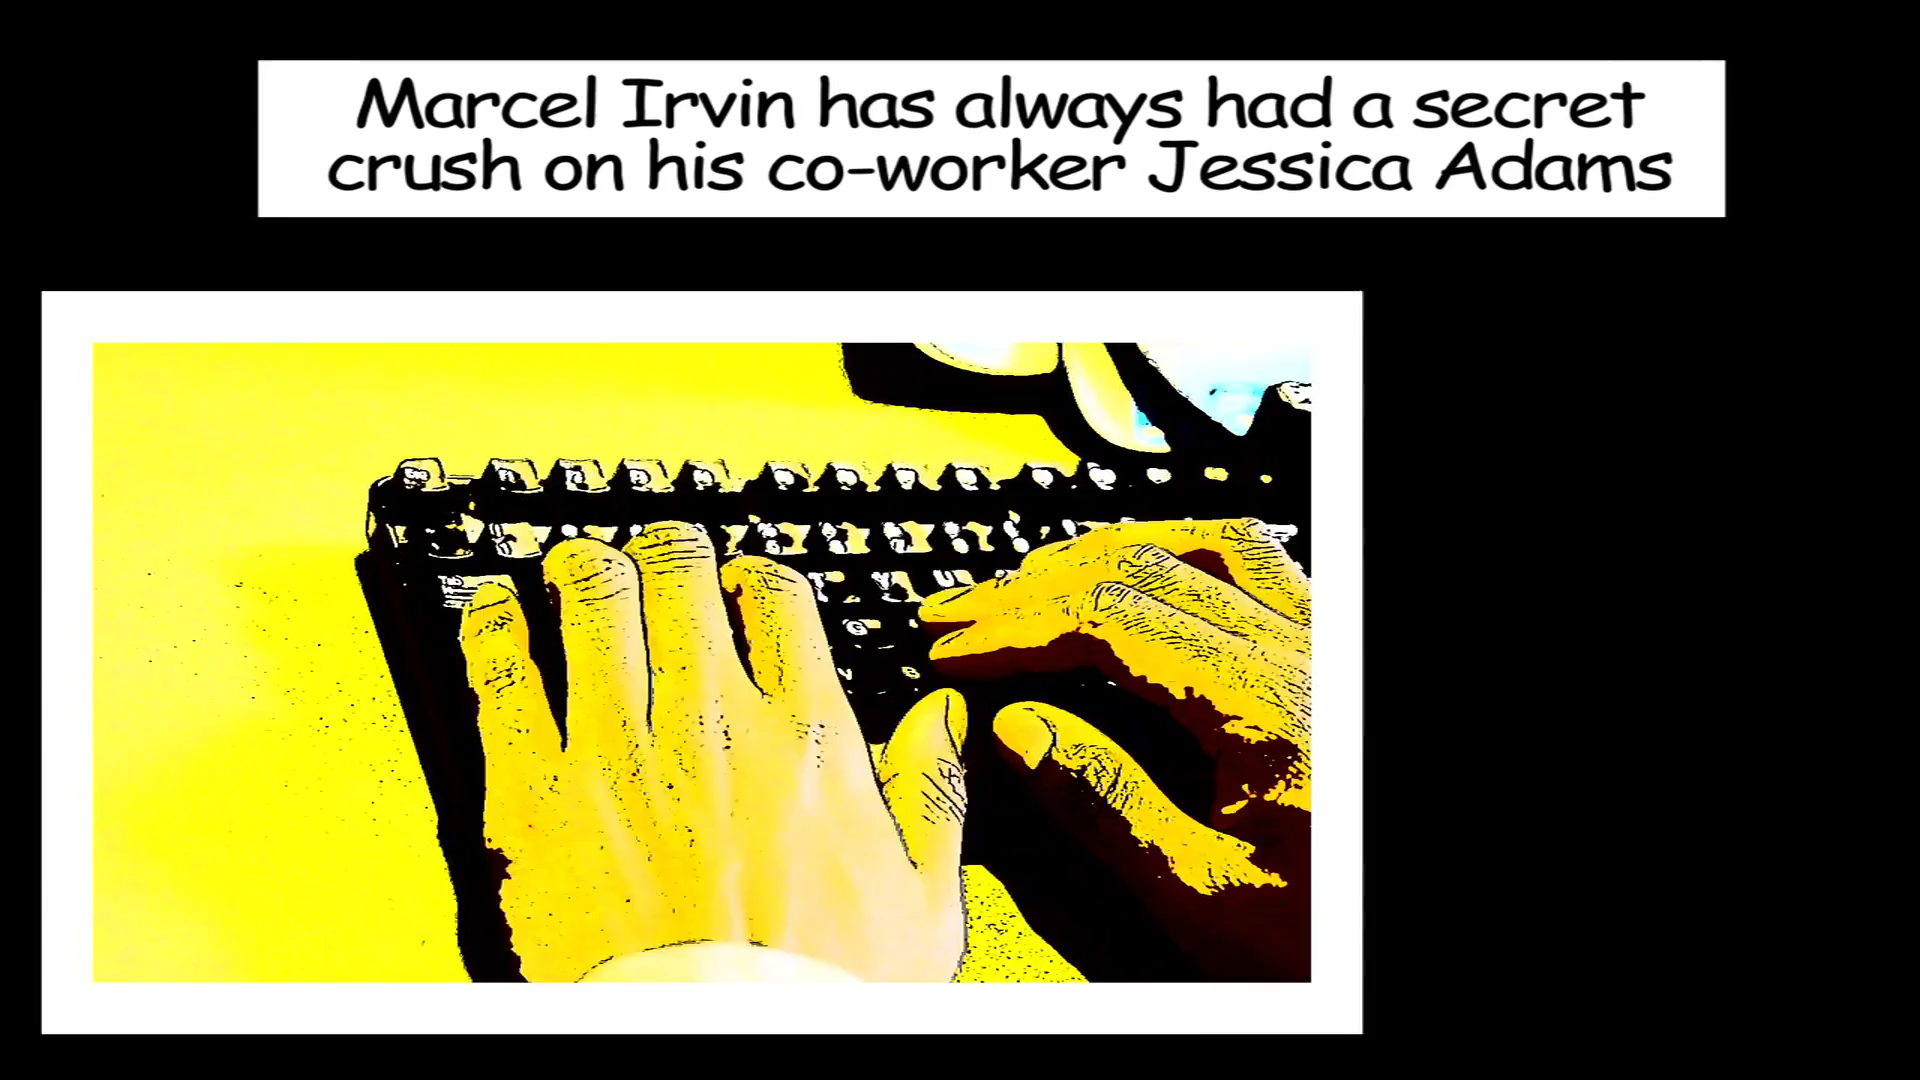 Marcel Irvin has always had a secret
crush on his co-worker Jessica Adams